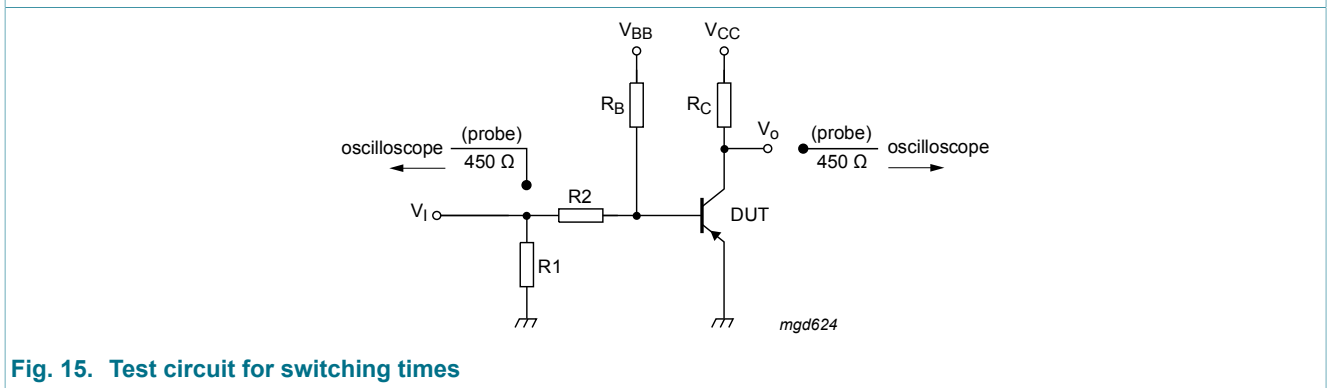 VBB
VCC
RB
RC
Vo
(probe)
450 Ω
oscilloscope
(probe)
450 Ω
oscilloscope
R2
VI
DUT
R1
mgd624
Fig. 15. Test circuit for switching times